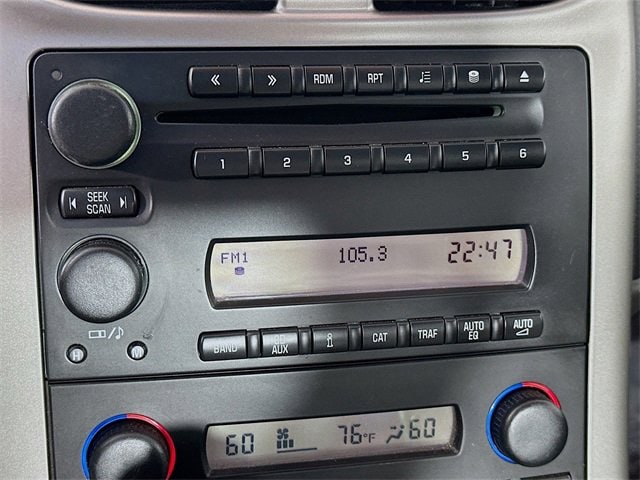 RDM RPT
1 2 3 4 5 6
SEEK
SCAN
FM1 105.3 22:47
BAND AUX i CAT TRAF AUTO EQ AUTO
H M
60 76°F 60